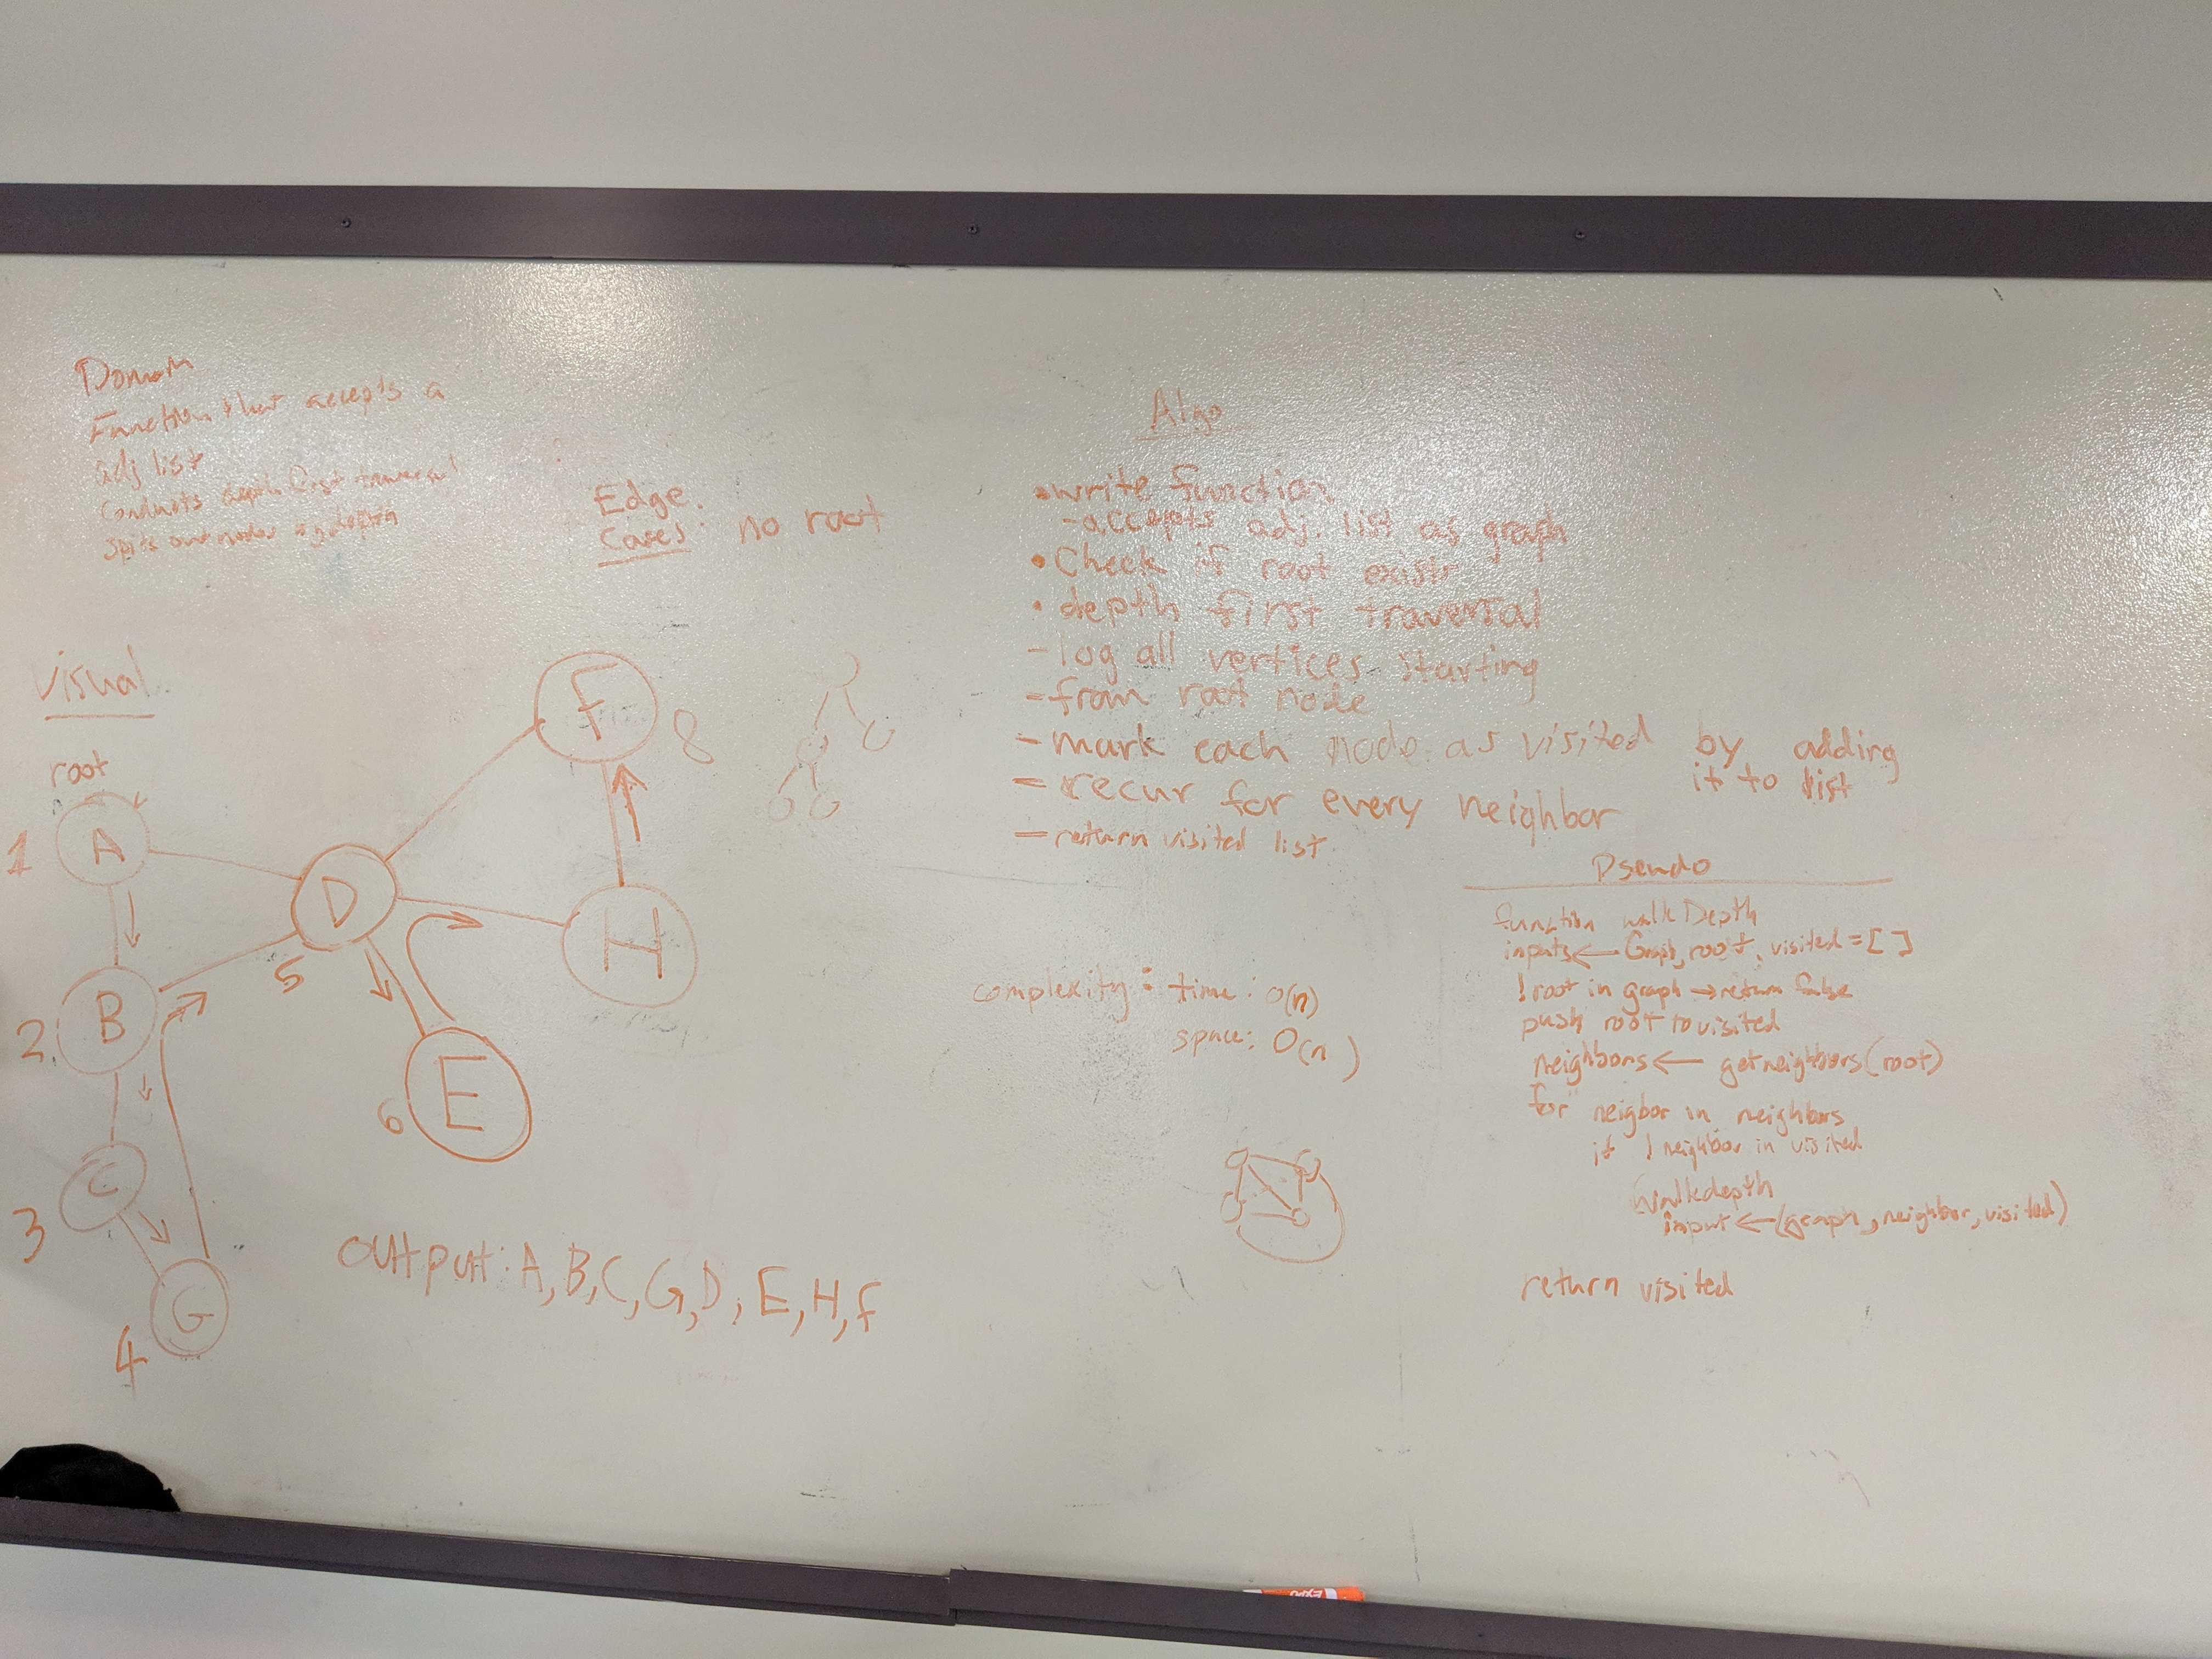 Domain
Function that accepts a
adj list
conducts depth first traversal
spits out nodes by depth
Edge
Cases: no root
Visual
root
1
A
2
B
3
C
4
G
5
D
6
E
H
F
8
output: A, B, C, G, D, E, H, f
Algo
• write function
- accepts adj. list as graph
• Check if root exists
• depth first traversal
- log all vertices starting
- from root node
- mark each node as visited by adding
it to list
- recur for every neighbor
- return visited list
complexity: time: O(n)
space: O(n)
Pseudo
function walkDepth
inputs ← Graph, root, visited = [ ]
! root in graph → return false
push root to visited
neighbors ← getneighbors(root)
for neigbor in neighbors
if ! neighbor in visited
walkdepth
input ← (graph, neighbor, visited)
return visited
EXPO